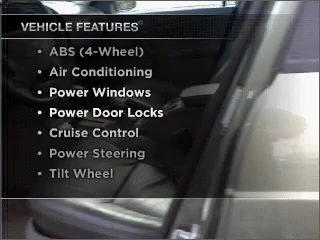 VEHICLE FEATURES
• ABS (4-Wheel)
• Air Conditioning
• Power Windows
• Power Door Locks
• Cruise Control
• Power Steering
• Tilt Wheel